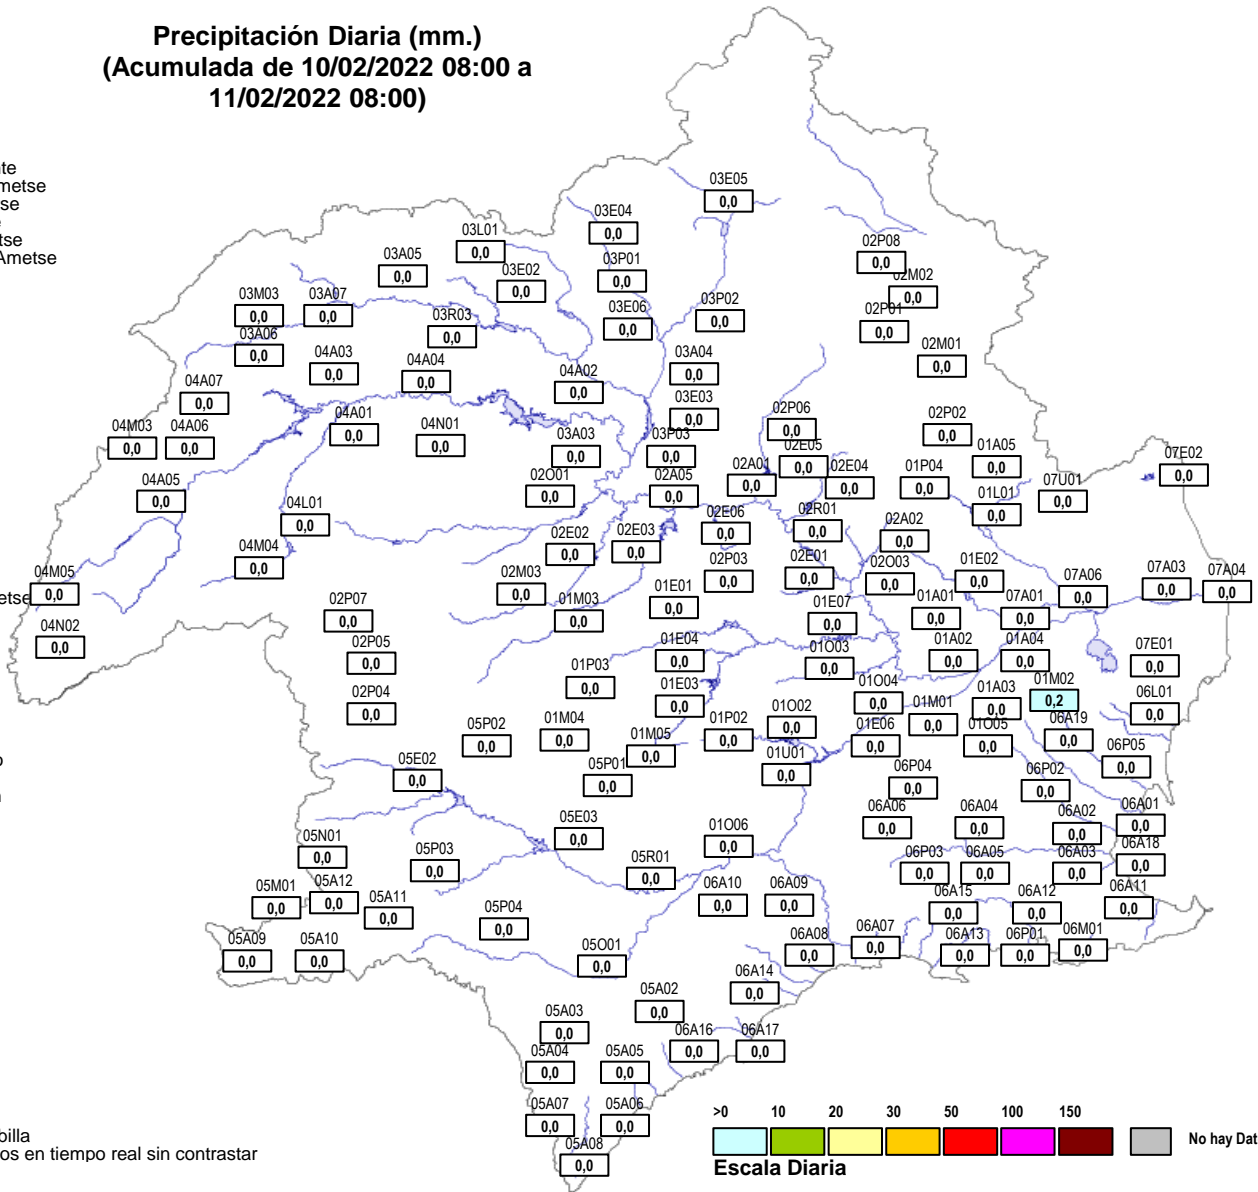 Precipitación Diaria (mm.)
(Acumulada de 10/02/2022 08:00 a
11/02/2022 08:00)
03E05
0,0
03E04
0,0
03L01
0,0
03A05
0,0
03P01
0,0
03E02
0,0
02P08
0,0
02M02
0,0
03M03
0,0
03A07
0,0
03R03
0,0
03E06
0,0
03P02
0,0
02P01
0,0
03A06
0,0
04A03
0,0
04A04
0,0
04A02
0,0
03A04
0,0
02M01
0,0
04A07
0,0
03E03
0,0
04M03
0,0
04A06
0,0
04A01
0,0
04N01
0,0
03A03
0,0
03P03
0,0
02P06
0,0
02P02
0,0
02E05
0,0
01A05
0,0
07E02
0,0
04A05
0,0
02O01
0,0
02A05
0,0
02A01
0,0
02E04
0,0
01P04
0,0
07U01
0,0
01L01
0,0
04L01
0,0
02E06
0,0
02R01
0,0
02A02
0,0
04M04
0,0
02E02
0,0
02E03
0,0
04M05
0,0
02M03
0,0
02P03
0,0
02E01
0,0
02O03
0,0
01E02
0,0
07A06
0,0
07A03
0,0
07A04
0,0
02P07
0,0
01M03
0,0
01E01
0,0
01E07
0,0
01A01
0,0
07A01
0,0
04N02
0,0
02P05
0,0
01E04
0,0
01O03
0,0
01A02
0,0
01A04
0,0
07E01
0,0
02P04
0,0
01P03
0,0
01E03
0,0
01O04
0,0
01M01
0,0
01A03
0,0
01M02
0,2
06L01
0,0
05P02
0,0
01M04
0,0
01M05
0,0
01P02
0,0
01O02
0,0
01E06
0,0
01O05
0,0
06A19
0,0
06P05
0,0
05E02
0,0
05P01
0,0
01U01
0,0
06P04
0,0
06P02
0,0
05E03
0,0
01O06
0,0
06A06
0,0
06A04
0,0
06A02
0,0
06A01
0,0
05N01
0,0
05P03
0,0
05R01
0,0
06P03
0,0
06A05
0,0
06A03
0,0
06A18
0,0
05M01
0,0
05A12
0,0
05A11
0,0
05P04
0,0
06A10
0,0
06A09
0,0
06A15
0,0
06A12
0,0
06A11
0,0
05A09
0,0
05A10
0,0
05O01
0,0
06A08
0,0
06A07
0,0
06A13
0,0
06P01
0,0
06M01
0,0
06A14
0,0
05A02
0,0
05A03
0,0
06A16
0,0
06A17
0,0
05A04
0,0
05A05
0,0
05A07
0,0
05A06
0,0
05A08
0,0
>0 10 20 30 50 100 150
No hay Dat
Escala Diaria
nte
metse
tse
Ametse
etse
billa
os en tiempo real sin contrastar